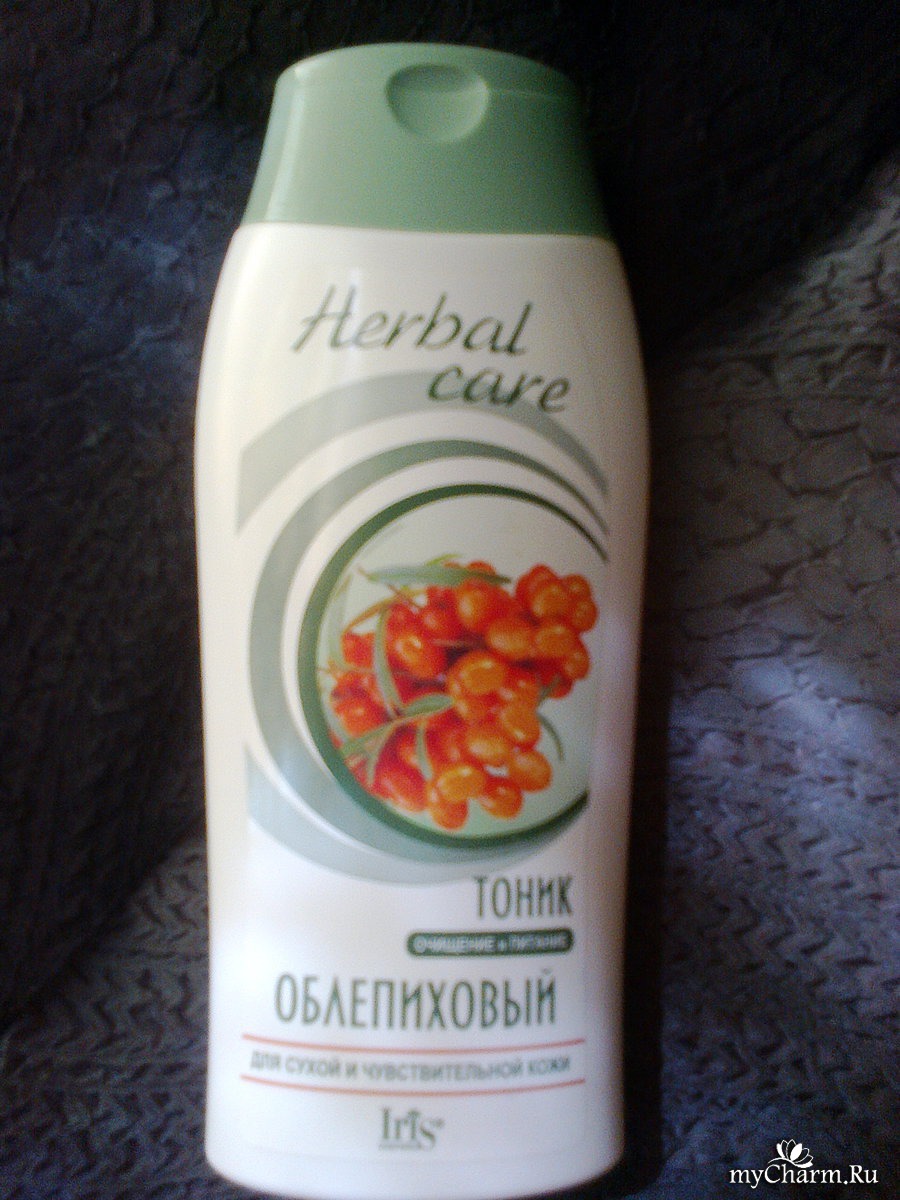 Herbal
care
ТОНИК
ОЧИЩЕНИЕ и ПИТАНИЕ
ОБЛЕПИХОВЫЙ
ДЛЯ СУХОЙ И ЧУВСТВИТЕЛЬНОЙ КОЖИ
Iris®
myCharm.Ru